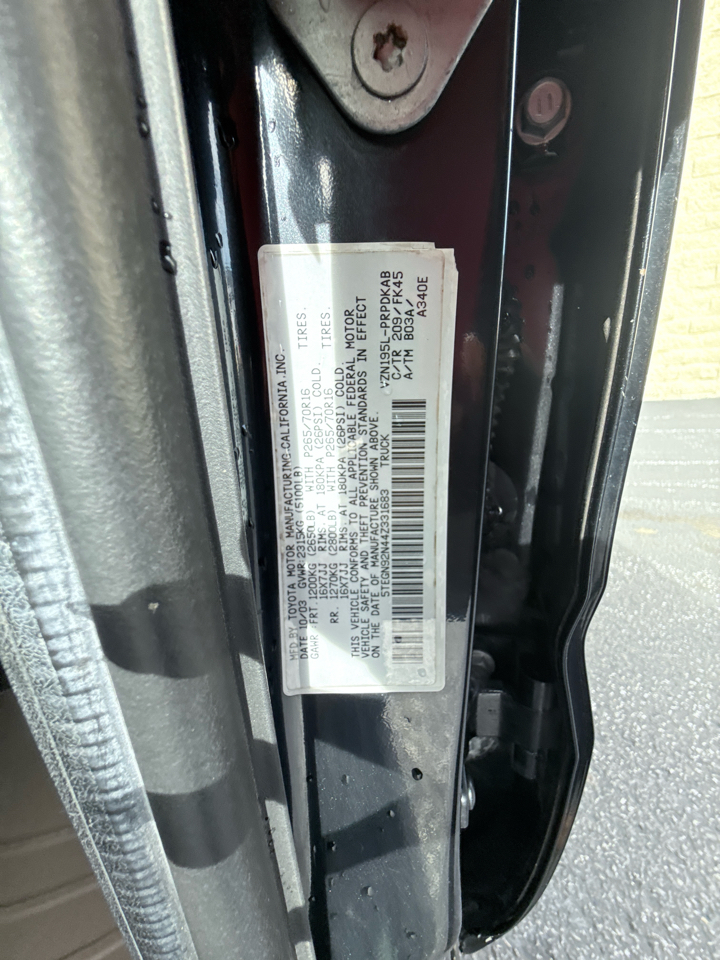 MFD.BY TOYOTA MOTOR MANUFACTURING,CALIFORNIA.INC.
DATE 10/03 GVWR 2315KG (5100LB)
GAWR FRT.1200KG (2650LB) WITH P265/70R16 TIRES.
16X7JJ RIMS. AT 180KPA (26PSI) COLD.
RR. 1270KG (2800LB) WITH P265/70R16 TIRES.
16X7JJ RIMS. AT 180KPA (26PSI) COLD
THIS VEHICLE CONFORMS TO ALL APPLICABLE FEDERAL MOTOR
VEHICLE SAFETY AND THEFT PREVENTION STANDARDS IN EFFECT
ON THE DATE OF MANUFACTURE SHOWN ABOVE.
5TEGN92N44Z331683 TRUCK
VZN195L-PRPDKAB
C/TR 209/FK45
A/TM B03A/
A340E